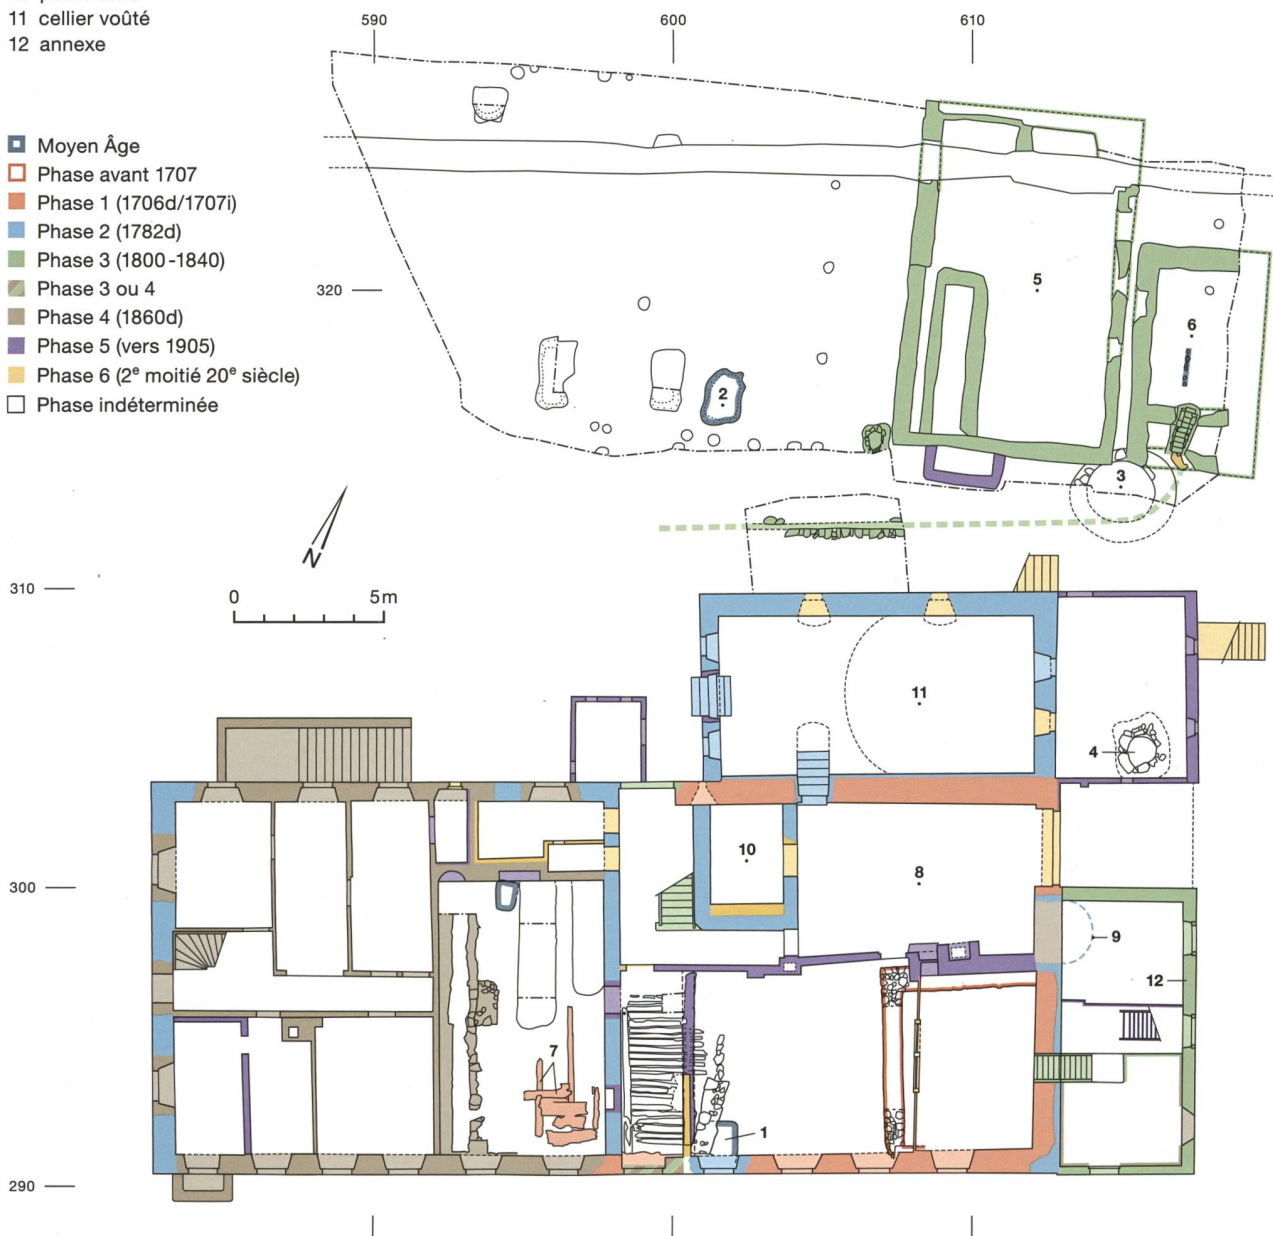 11 cellier voûté
12 annexe
590
600
610
Moyen Âge
Phase avant 1707
Phase 1 (1706d/1707i)
Phase 2 (1782d)
Phase 3 (1800-1840)
Phase 3 ou 4
Phase 4 (1860d)
Phase 5 (vers 1905)
Phase 6 (2e moitié 20e siècle)
Phase indéterminée
320
5
6
2
3
N
0 5m
310
11
4
10
8
300
9
12
7
1
290